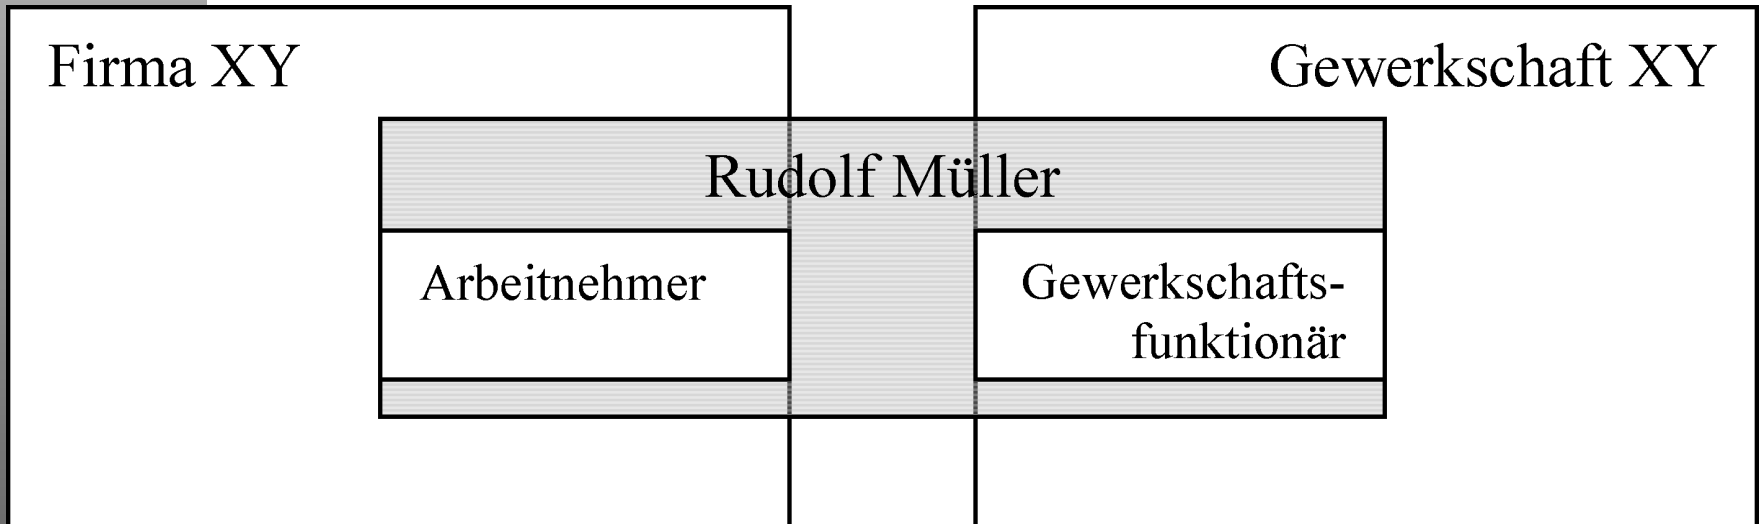 Firma XY
Gewerkschaft XY
Rudolf Müller
Arbeitnehmer
Gewerkschafts-
funktionär